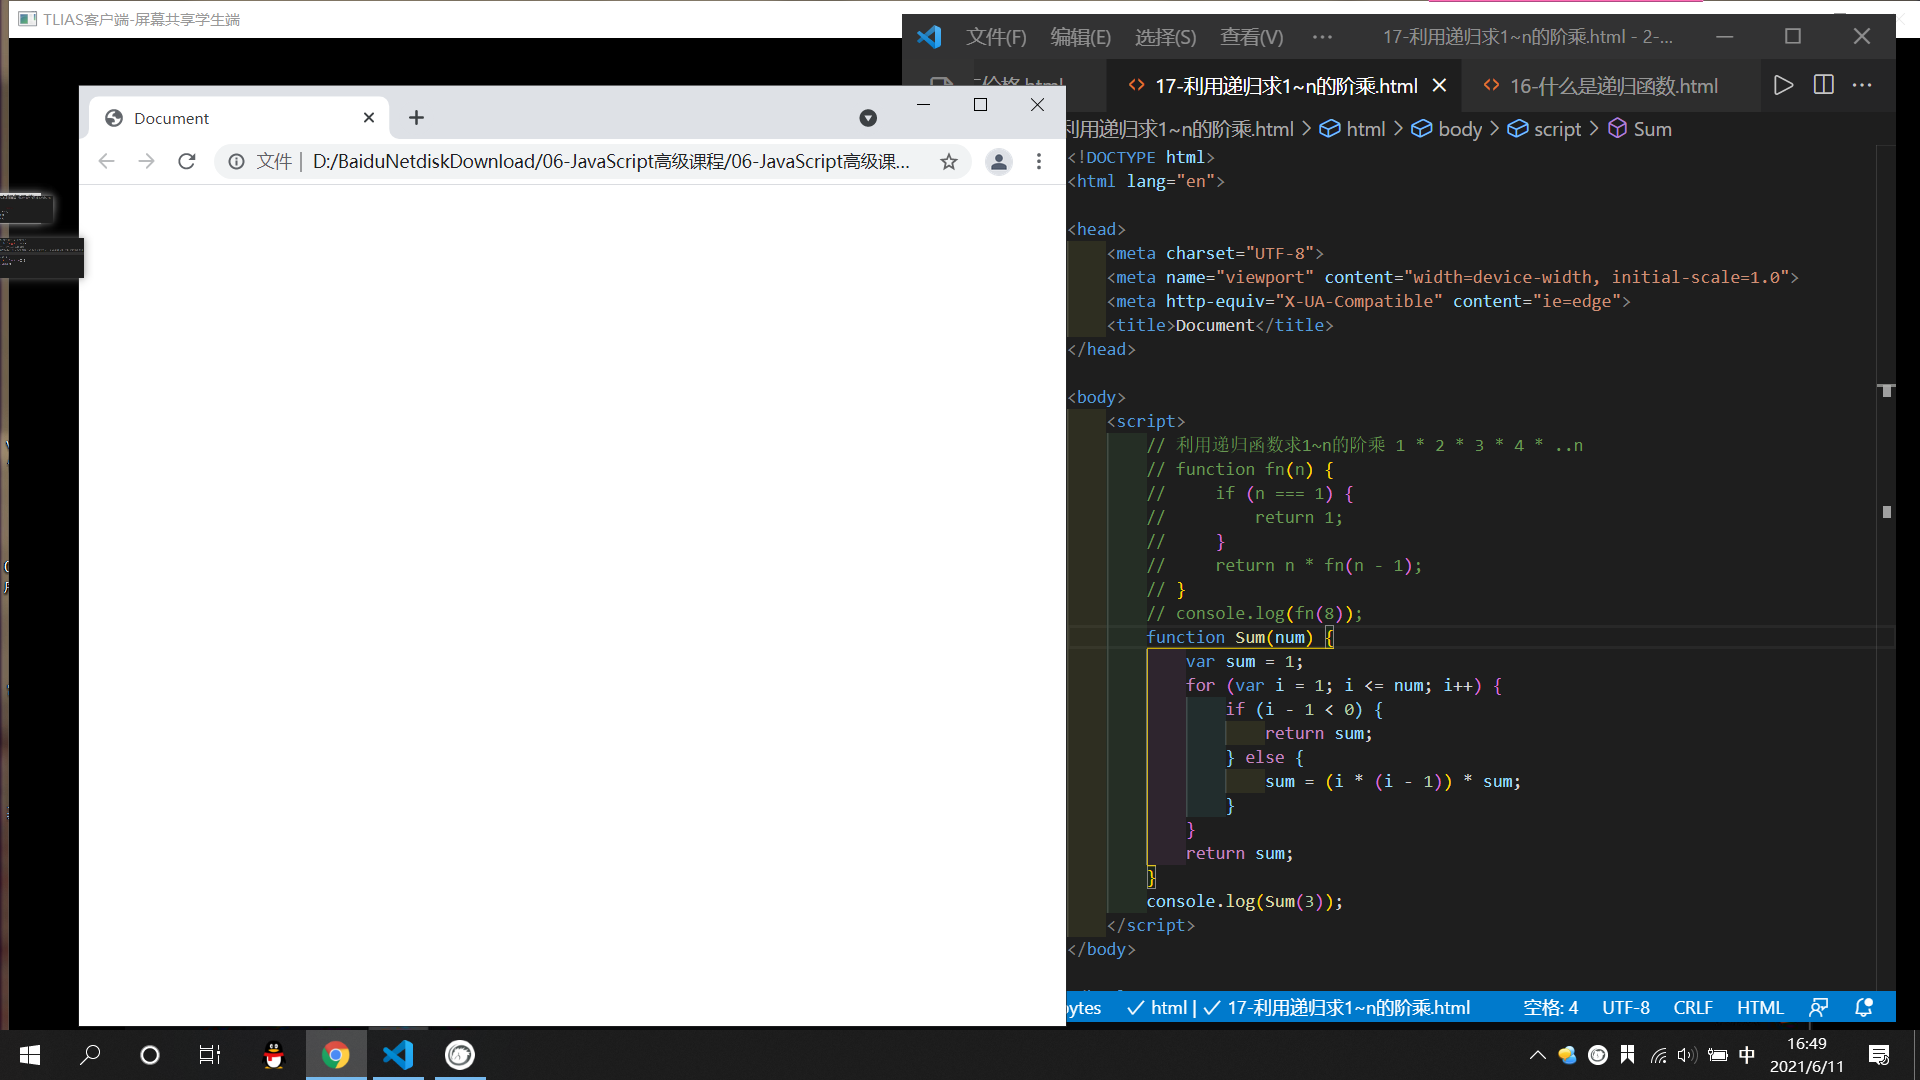 TLIAS客户端-屏幕共享学生端
文件(F) 编辑(E) 选择(S) 查看(V) ··· 17-利用递归求1~n的阶乘.html - 2-...
17-利用递归求1~n的阶乘.html 16-什么是递归函数.html
Document
文件 | D:/BaiduNetdiskDownload/06-JavaScript高级课程/06-JavaScript高级课...
利用递归求1~n的阶乘.html > html > body > script > Sum
<!DOCTYPE html>
<html lang="en">
<head>
<meta charset="UTF-8">
<meta name="viewport" content="width=device-width, initial-scale=1.0">
<meta http-equiv="X-UA-Compatible" content="ie=edge">
<title>Document</title>
</head>
<body>
<script>
// 利用递归函数求1~n的阶乘 1 * 2 * 3 * 4 * ..n
// function fn(n) {
//     if (n === 1) {
//         return 1;
//     }
//     return n * fn(n - 1);
// }
// console.log(fn(8));
function Sum(num) {
var sum = 1;
for (var i = 1; i <= num; i++) {
if (i - 1 < 0) {
return sum;
} else {
sum = (i * (i - 1)) * sum;
}
}
return sum;
}
console.log(Sum(3));
</script>
</body>
html | 17-利用递归求1~n的阶乘.html 空格: 4 UTF-8 CRLF HTML
中
16:49
2021/6/11